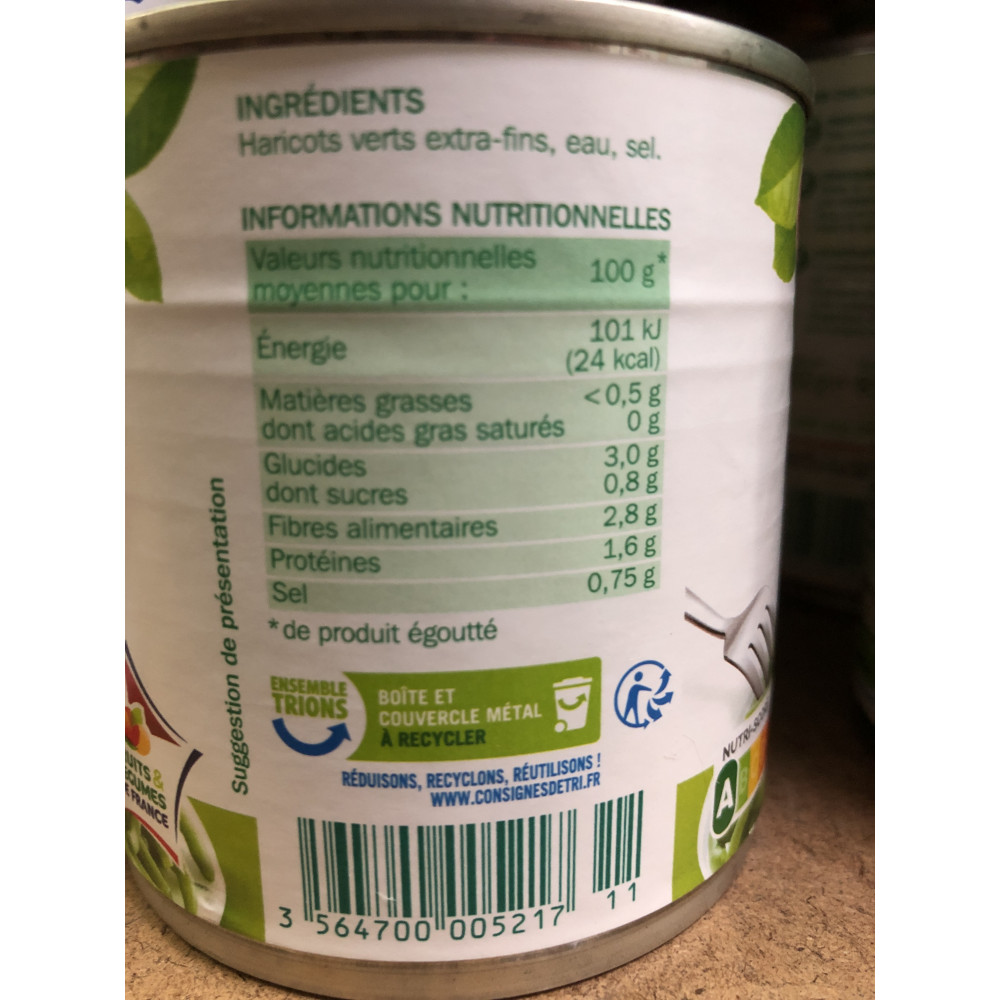 INGRÉDIENTS
Haricots verts extra-fins, eau, sel.
INFORMATIONS NUTRITIONNELLES
Valeurs nutritionnelles
moyennes pour :
100 g*
Énergie
101 kJ
(24 kcal)
Matières grasses < 0,5 g
dont acides gras saturés 0 g
Glucides 3,0 g
dont sucres 0,8 g
Fibres alimentaires 2,8 g
Protéines 1,6 g
Sel 0,75 g
* de produit égoutté
Suggestion de présentation
ENSEMBLE
TRIONS
BOÎTE ET
COUVERCLE MÉTAL
À RECYCLER
RÉDUISONS, RECYCLONS, RÉUTILISONS !
WWW.CONSIGNESDETRI.FR
UITS &
GUMES
E FRANCE
A B
3 564700 005217 11